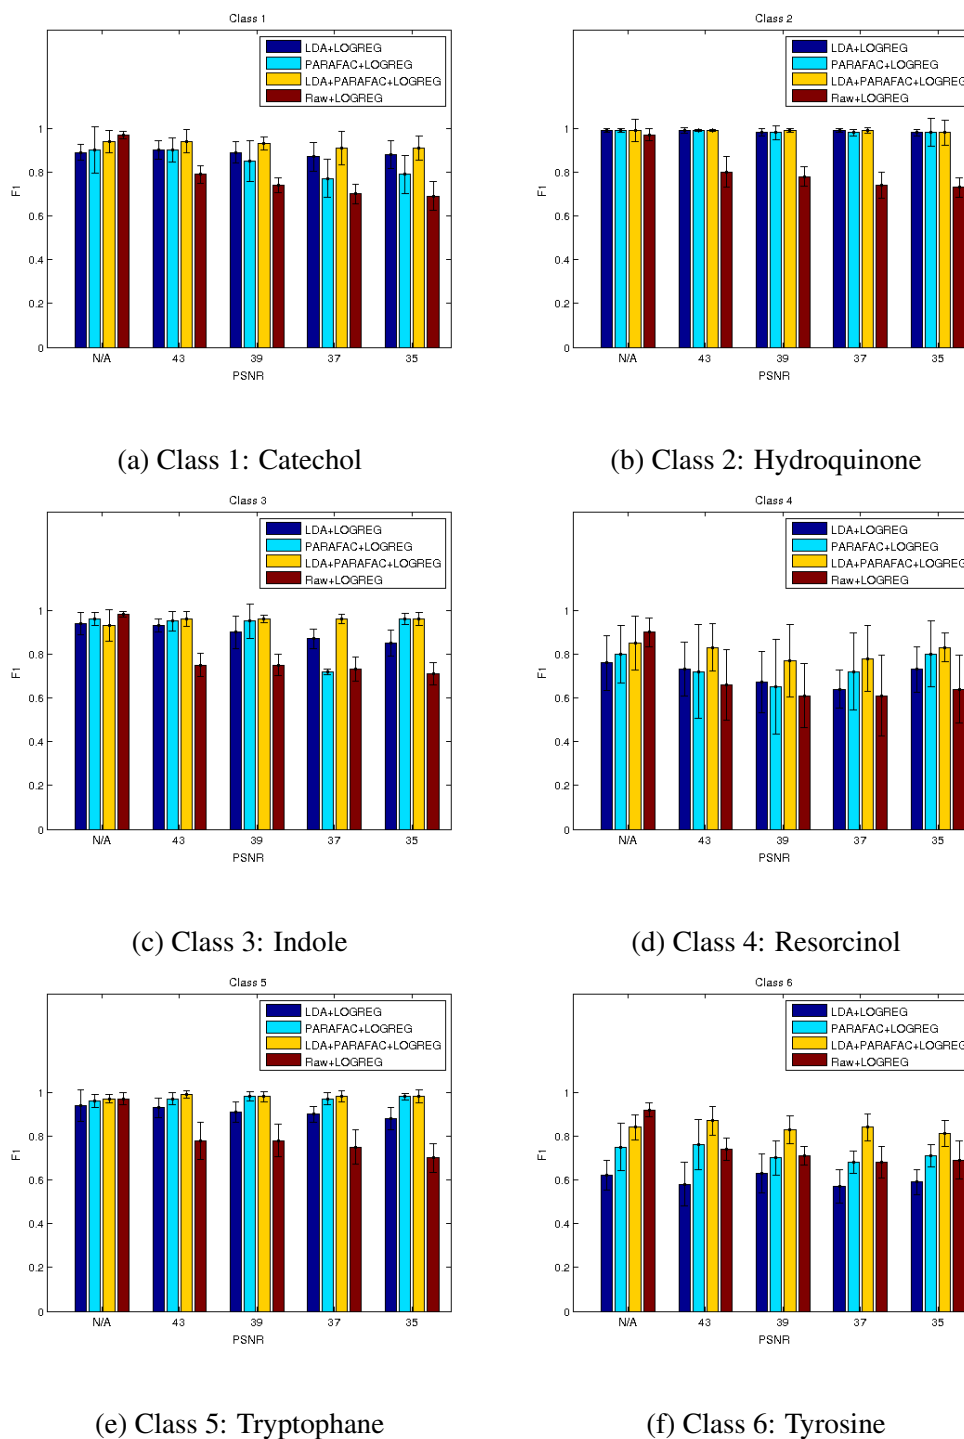 Class 1
LDA+LOGREG
PARAFAC+LOGREG
LDA+PARAFAC+LOGREG
Raw+LOGREG
1
0.8
0.6
0.4
0.2
0
F1
N/A 43 39 37 35
PSNR
(a) Class 1: Catechol
Class 2
LDA+LOGREG
PARAFAC+LOGREG
LDA+PARAFAC+LOGREG
Raw+LOGREG
1
0.8
0.6
0.4
0.2
0
F1
N/A 43 39 37 35
PSNR
(b) Class 2: Hydroquinone
Class 3
LDA+LOGREG
PARAFAC+LOGREG
LDA+PARAFAC+LOGREG
Raw+LOGREG
1
0.8
0.6
0.4
0.2
0
F1
N/A 43 39 37 35
PSNR
(c) Class 3: Indole
Class 4
LDA+LOGREG
PARAFAC+LOGREG
LDA+PARAFAC+LOGREG
Raw+LOGREG
1
0.8
0.6
0.4
0.2
0
F1
N/A 43 39 37 35
PSNR
(d) Class 4: Resorcinol
Class 5
LDA+LOGREG
PARAFAC+LOGREG
LDA+PARAFAC+LOGREG
Raw+LOGREG
1
0.8
0.6
0.4
0.2
0
F1
N/A 43 39 37 35
PSNR
(e) Class 5: Tryptophane
Class 6
LDA+LOGREG
PARAFAC+LOGREG
LDA+PARAFAC+LOGREG
Raw+LOGREG
1
0.8
0.6
0.4
0.2
0
F1
N/A 43 39 37 35
PSNR
(f) Class 6: Tyrosine